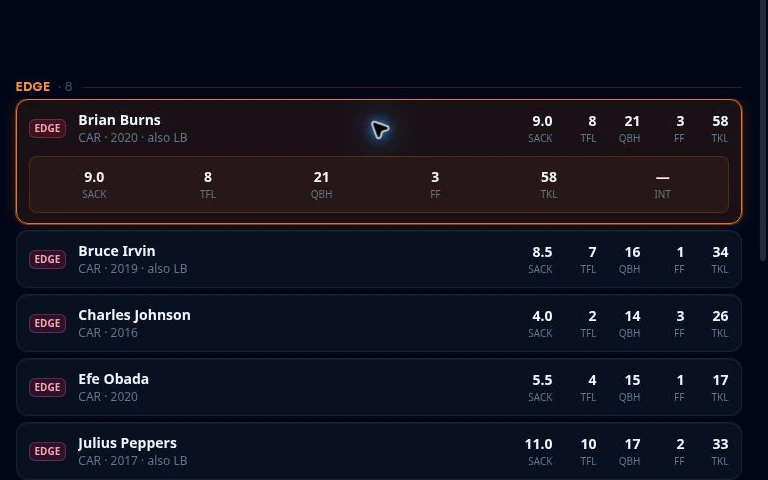 EDGE · 8
EDGE Brian Burns 9.0 8 21 3 58
CAR · 2020 · also LB SACK TFL QBH FF TKL
9.0 8 21 3 58 —
SACK TFL QBH FF TKL INT
EDGE Bruce Irvin 8.5 7 16 1 34
CAR · 2019 · also LB SACK TFL QBH FF TKL
EDGE Charles Johnson 4.0 2 14 3 26
CAR · 2016 SACK TFL QBH FF TKL
EDGE Efe Obada 5.5 4 15 1 17
CAR · 2020 SACK TFL QBH FF TKL
EDGE Julius Peppers 11.0 10 17 2 33
CAR · 2017 · also LB SACK TFL QBH FF TKL